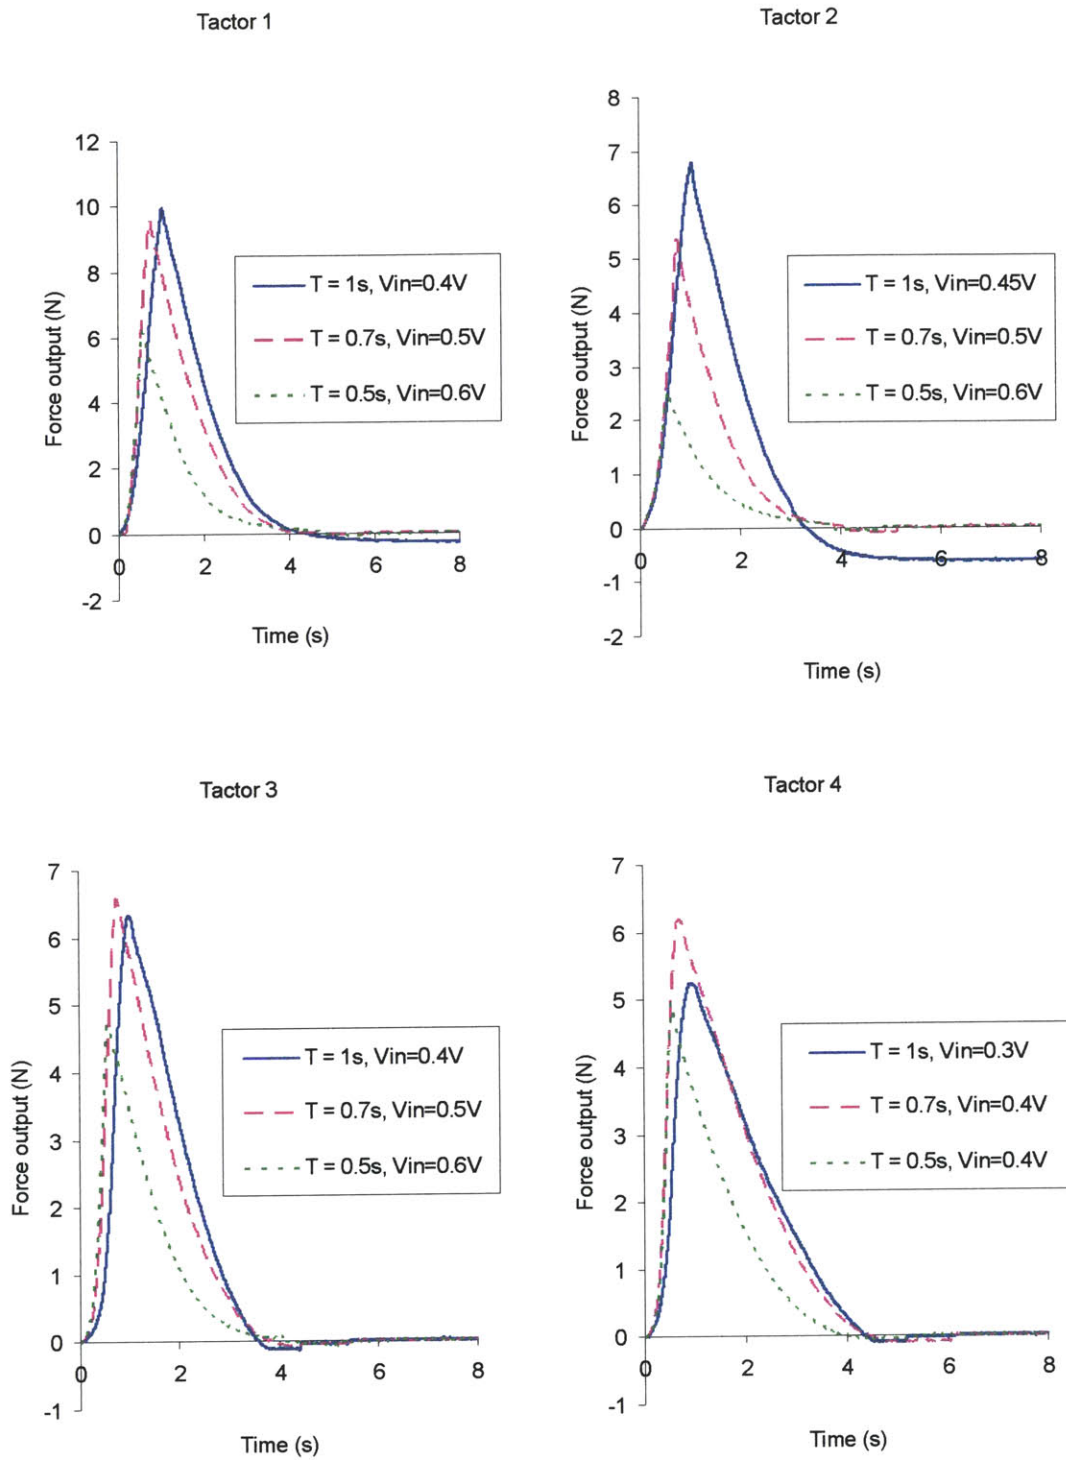 Tactor 1
Tactor 2
12
10
8
6
4
2
0
-2
0 2 4 6 8
Force output (N)
Time (s)
T = 1s, Vin=0.4V
T = 0.7s, Vin=0.5V
T = 0.5s, Vin=0.6V
8
7
6
5
4
3
2
1
0
-1
-2
0 2 4 6 8
Force output (N)
Time (s)
T = 1s, Vin=0.45V
T = 0.7s, Vin=0.5V
T = 0.5s, Vin=0.6V
Tactor 3
Tactor 4
7
6
5
4
3
2
1
0
-1
0 2 4 6 8
Force output (N)
Time (s)
T = 1s, Vin=0.4V
T = 0.7s, Vin=0.5V
T = 0.5s, Vin=0.6V
7
6
5
4
3
2
1
0
-1
0 2 4 6 8
Force output (N)
Time (s)
T = 1s, Vin=0.3V
T = 0.7s, Vin=0.4V
T = 0.5s, Vin=0.4V